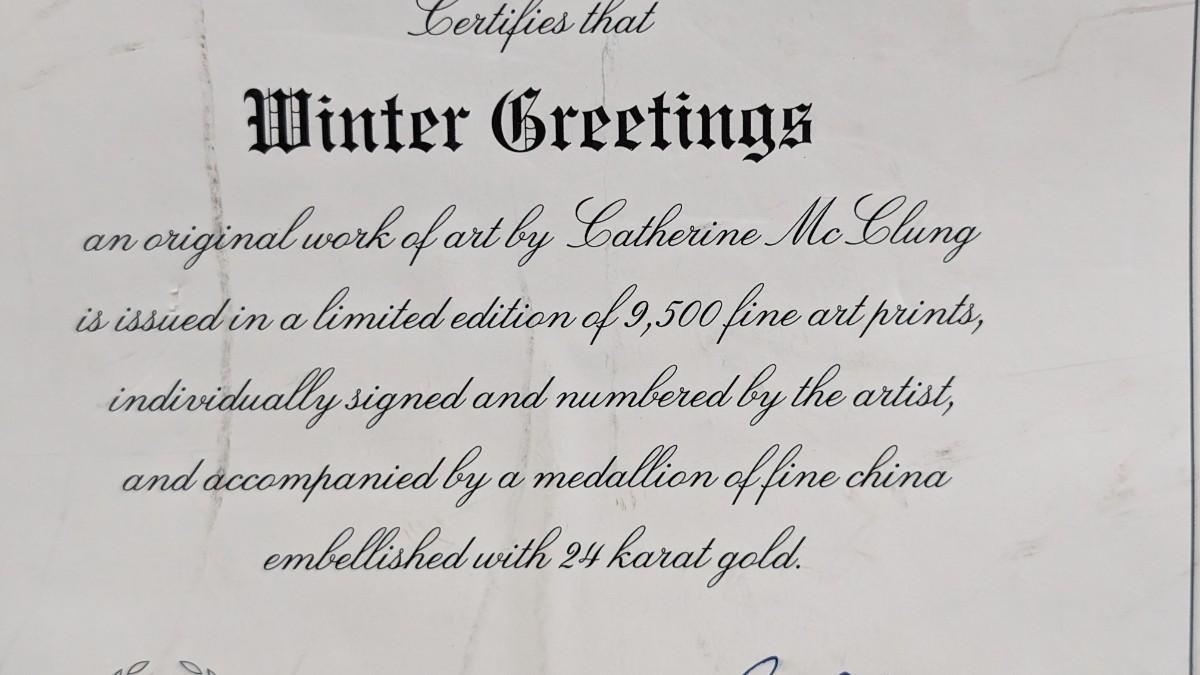 Certifies that
Winter Greetings
an original work of art by Catherine McClung
is issued in a limited edition of 9,500 fine art prints,
individually signed and numbered by the artist,
and accompanied by a medallion of fine china
embellished with 24 karat gold.